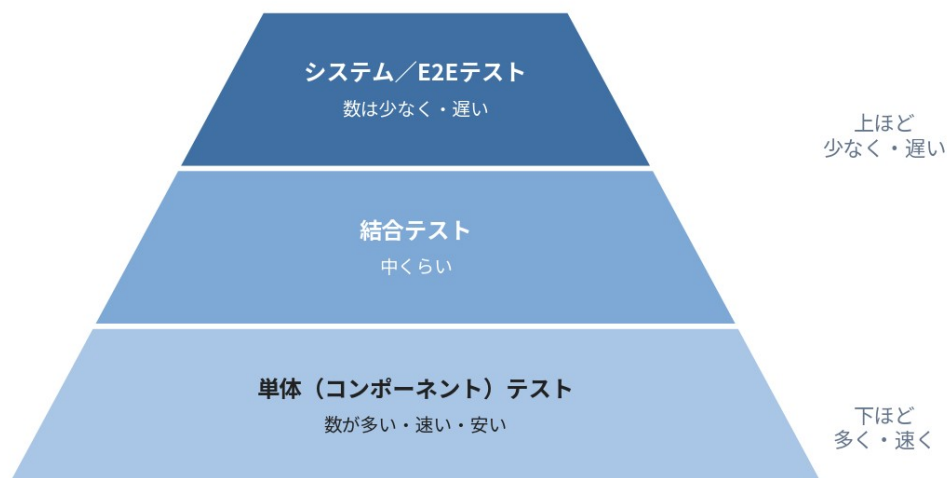 システム／E2Eテスト
数は少なく・遅い
上ほど
少なく・遅い
結合テスト
中くらい
単体（コンポーネント）テスト
数が多い・速い・安い
下ほど
多く・速く